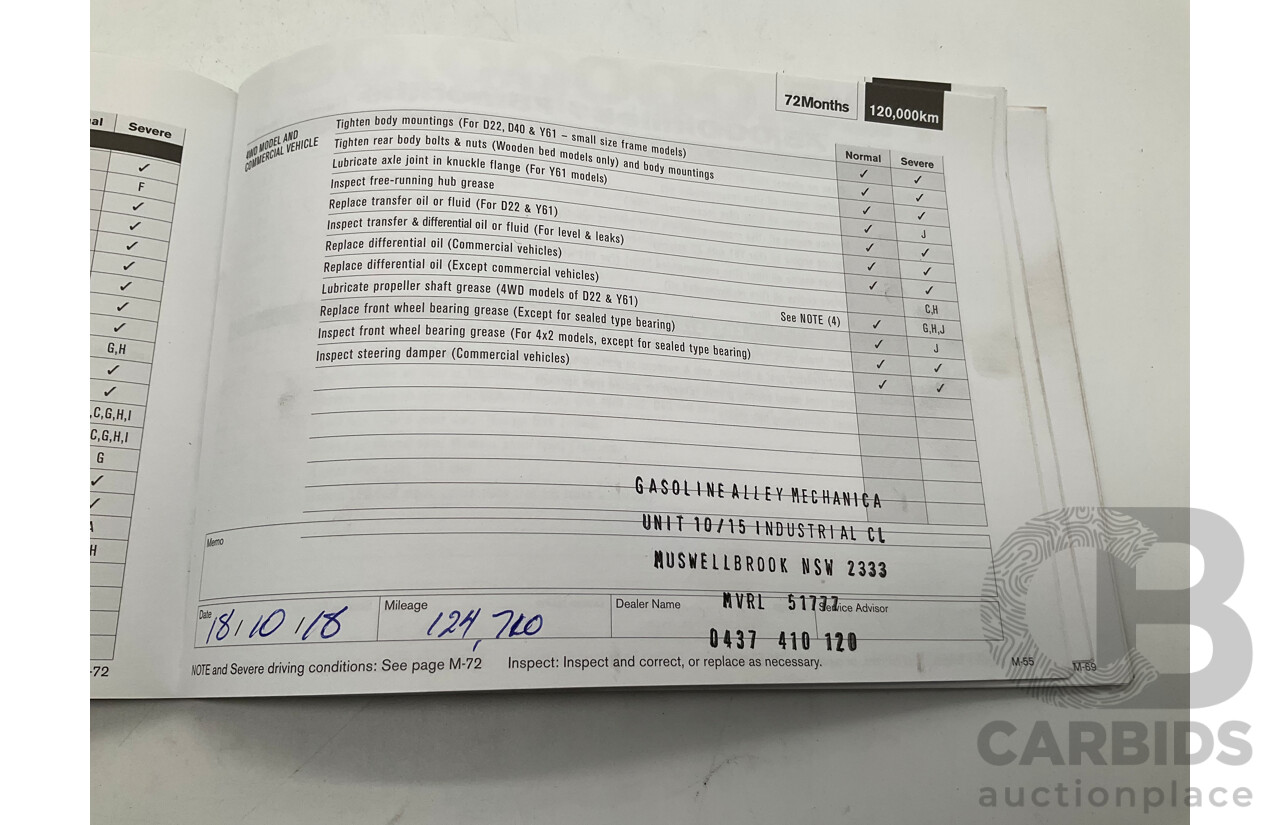 al Severe
✓
F
✓
✓
✓
✓
✓
✓
G,H
✓
✓
,C,G,H,I
C,G,H,I
G
✓
✓
A
H
-72
72Months 120,000km
4WD MODEL AND
COMMERCIAL VEHICLE
Normal Severe
Tighten body mountings (For D22, D40 & Y61 – small size frame models) ✓ ✓
Tighten rear body bolts & nuts (Wooden bed models only) and body mountings ✓ ✓
Lubricate axle joint in knuckle flange (For Y61 models) ✓ ✓
Inspect free-running hub grease ✓ J
Replace transfer oil or fluid (For D22 & Y61) ✓ ✓
Inspect transfer & differential oil or fluid (For level & leaks) ✓ ✓
Replace differential oil (Commercial vehicles) ✓ ✓
Replace differential oil (Except commercial vehicles) C,H
Lubricate propeller shaft grease (4WD models of D22 & Y61) See NOTE (4) ✓ G,H,J
Replace front wheel bearing grease (Except for sealed type bearing) ✓ J
Inspect front wheel bearing grease (For 4x2 models, except for sealed type bearing) ✓ ✓
Inspect steering damper (Commercial vehicles) ✓ ✓
GASOLINE ALLEY MECHANICA
UNIT 10/15 INDUSTRIAL CL
MUSWELLBROOK NSW 2333
MVRL 51777
0437 410 120
Memo
Date 18/10/18 Mileage 124,720 Dealer Name Service Advisor
NOTE and Severe driving conditions: See page M-72 Inspect: Inspect and correct, or replace as necessary.
M-55 M-69
CB
CARBIDS
auctionplace